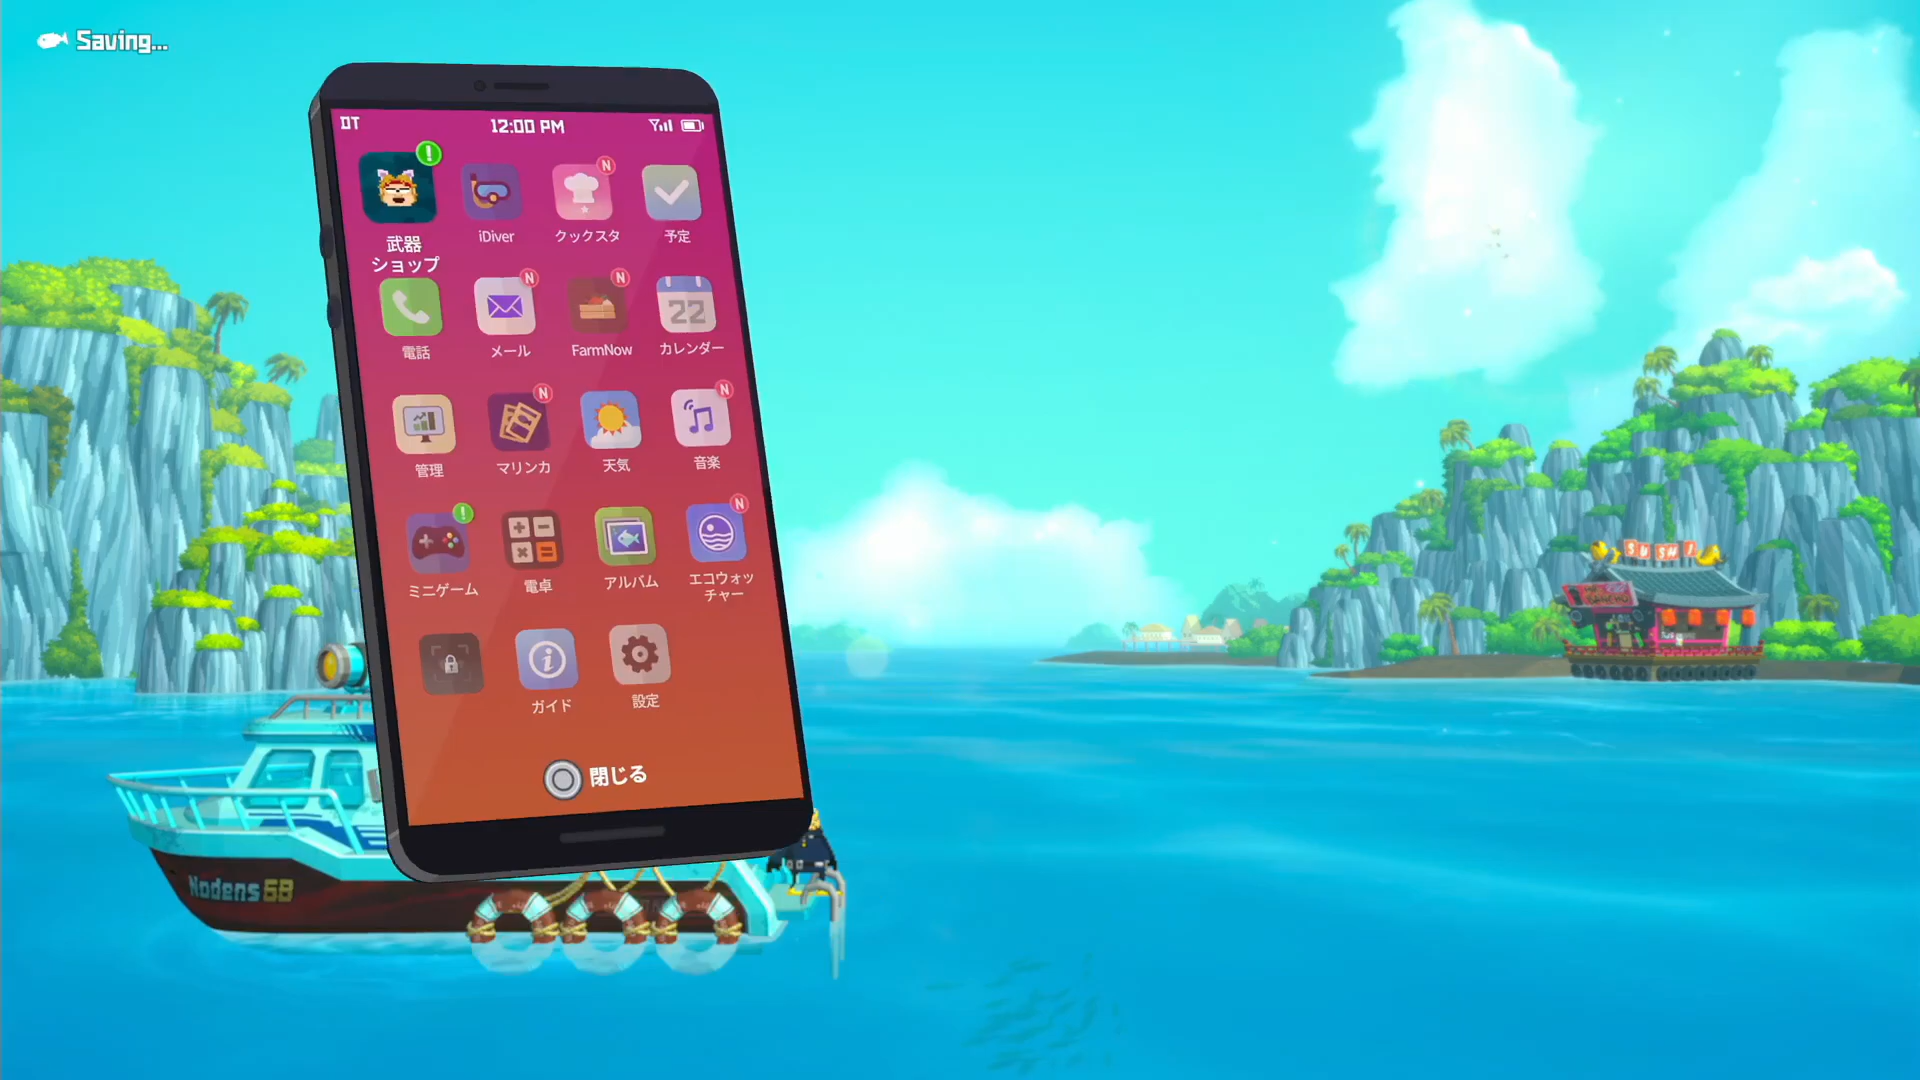 Saving...
DT
12:00 PM
武器
ショップ
iDiver
クックスタ
予定
電話
メール
FarmNow
22
カレンダー
管理
マリンカ
天気
音楽
ミニゲーム
電卓
アルバム
エコウォッ
チャー
ガイド
設定
閉じる
N
N
N
N
N
N
SUSHI
Nodens68